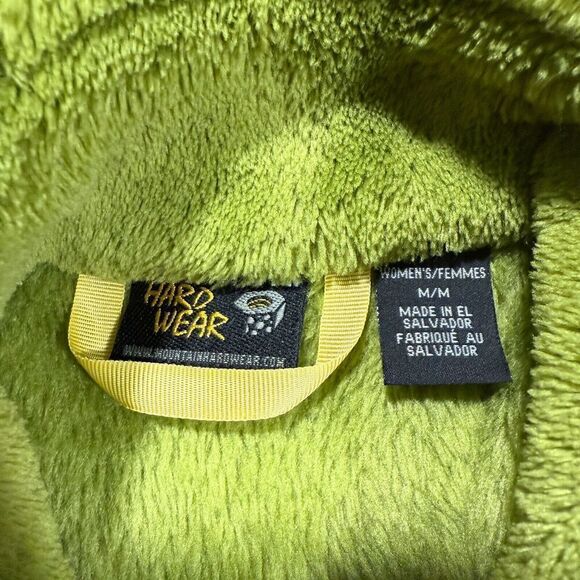 HARD
WEAR
WWW.MOUNTAINHARDWEAR.COM
WOMEN'S/FEMMES
M/M
MADE IN EL
SALVADOR
FABRIQUÉ AU
SALVADOR